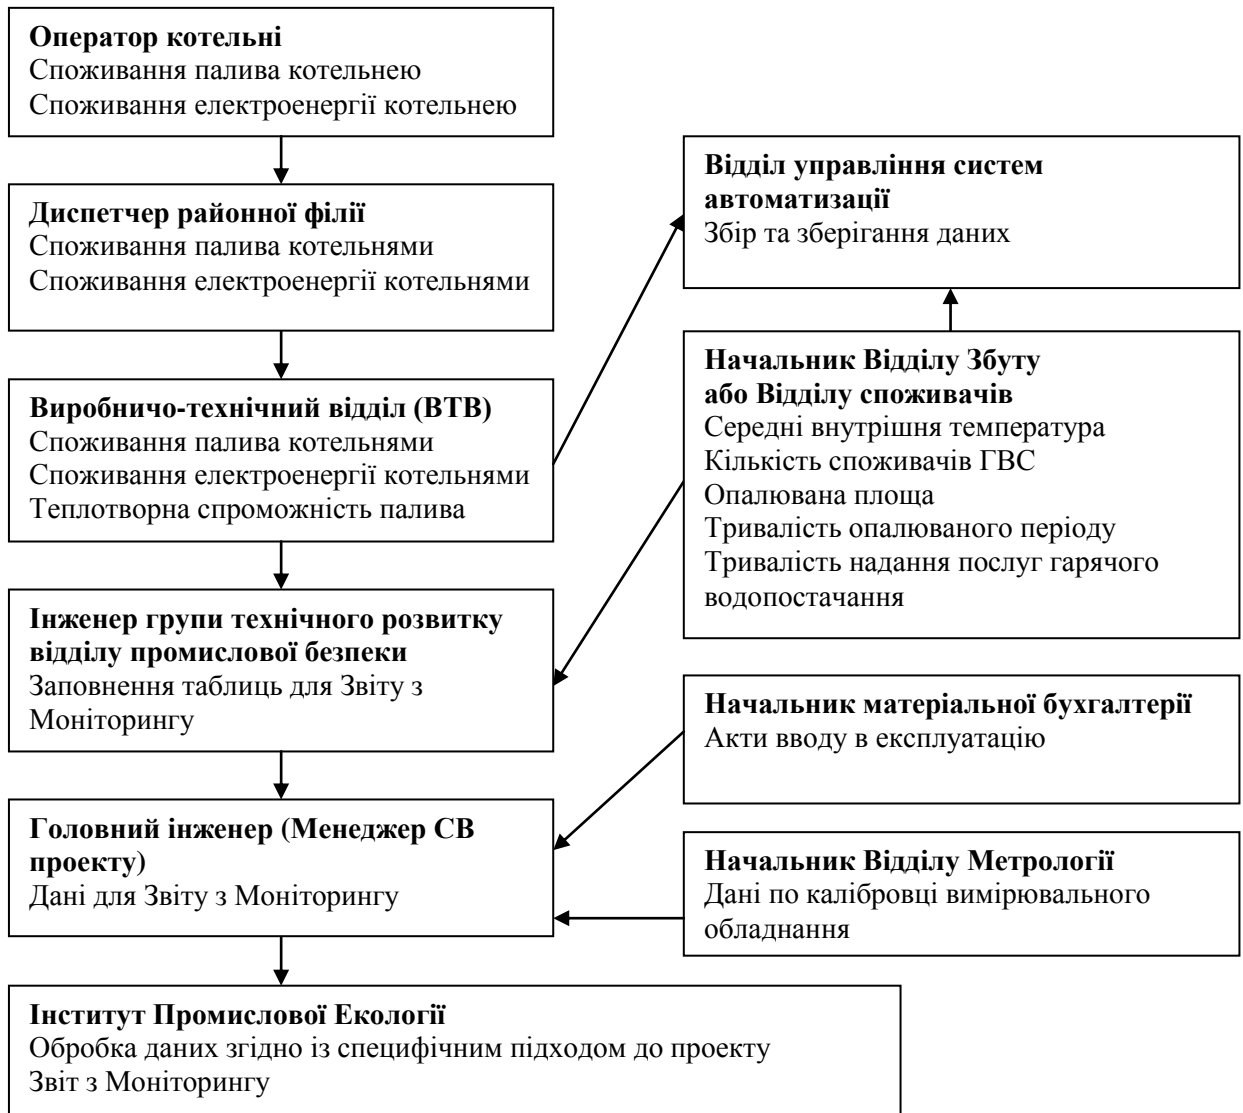 Оператор котельні
Споживання палива котельнею
Споживання електроенергії котельнею
Диспетчер районної філії
Споживання палива котельнями
Споживання електроенергії котельнями
Виробничо-технічний відділ (ВТВ)
Споживання палива котельнями
Споживання електроенергії котельнями
Теплотворна спроможність палива
Інженер групи технічного розвитку
відділу промислової безпеки
Заповнення таблиць для Звіту з
Моніторингу
Головний інженер (Менеджер СВ
проекту)
Дані для Звіту з Моніторингу
Інститут Промислової Екології
Обробка даних згідно із специфічним підходом до проекту
Звіт з Моніторингу
Відділ управління систем
автоматизації
Збір та зберігання даних
Начальник Відділу Збуту
або Відділу споживачів
Середні внутрішня температура
Кількість споживачів ГВС
Опалювана площа
Тривалість опалюваного періоду
Тривалість надання послуг гарячого
водопостачання
Начальник матеріальної бухгалтерії
Акти вводу в експлуатацію
Начальник Відділу Метрології
Дані по калібровці вимірювального
обладнання